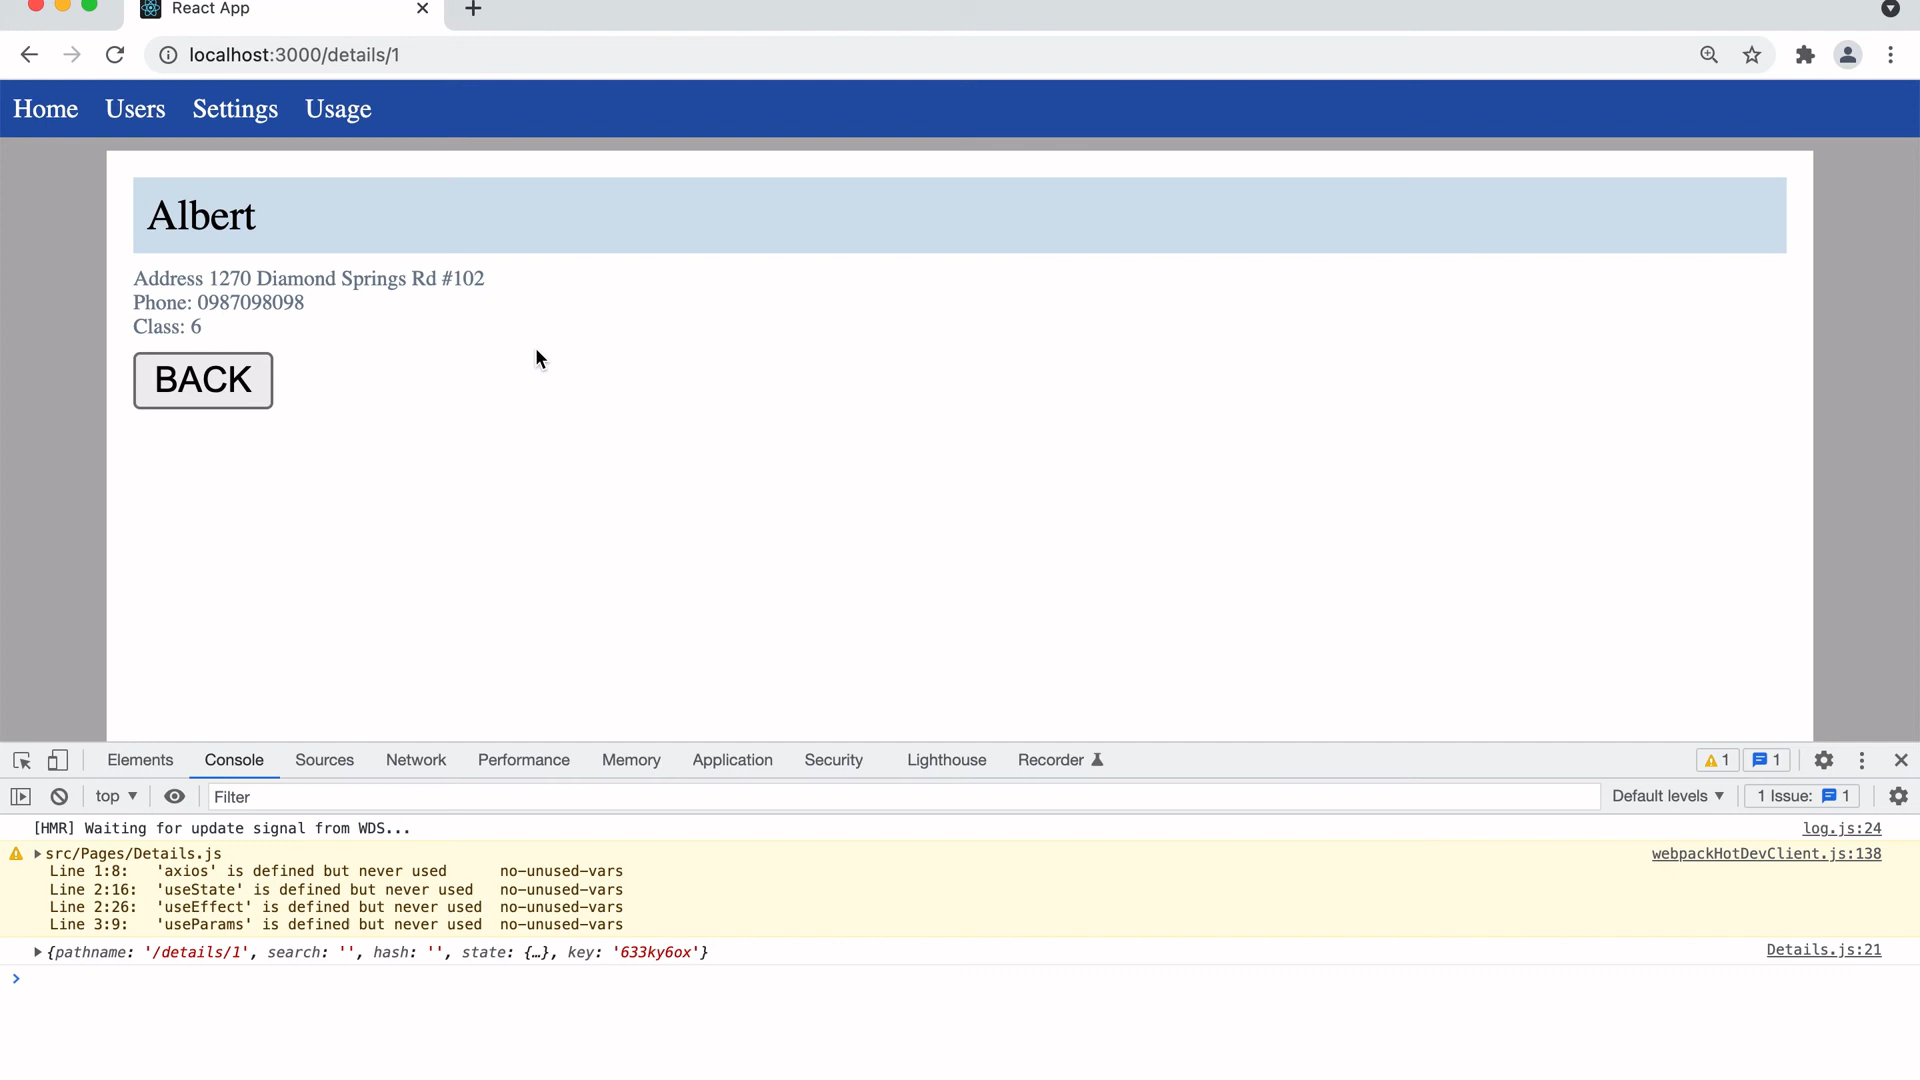 React App
localhost:3000/details/1
Home Users Settings Usage
Albert
Address 1270 Diamond Springs Rd #102
Phone: 0987098098
Class: 6
BACK
Elements Console Sources Network Performance Memory Application Security Lighthouse Recorder 1 1
top Filter Default levels 1 Issue: 1
[HMR] Waiting for update signal from WDS... log.js:24
src/Pages/Details.js webpackHotDevClient.js:138
Line 1:8: 'axios' is defined but never used no-unused-vars
Line 2:16: 'useState' is defined but never used no-unused-vars
Line 2:26: 'useEffect' is defined but never used no-unused-vars
Line 3:9: 'useParams' is defined but never used no-unused-vars
{pathname: '/details/1', search: '', hash: '', state: {…}, key: '633ky6ox'} Details.js:21